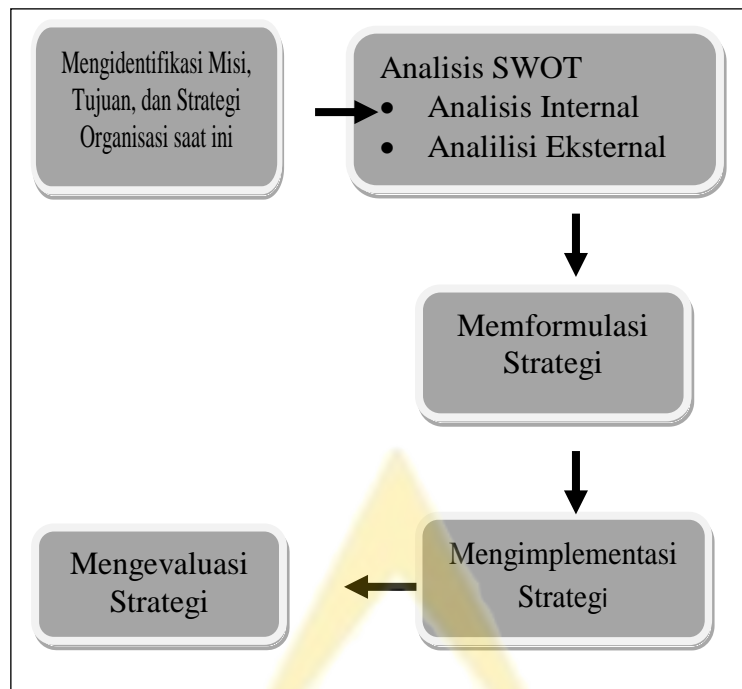 Mengidentifikasi Misi,
Tujuan, dan Strategi
Organisasi saat ini
Analisis SWOT
• Analisis Internal
• Analilisi Eksternal
Memformulasi
Strategi
Mengimplementasi
Strategi
Mengevaluasi
Strategi